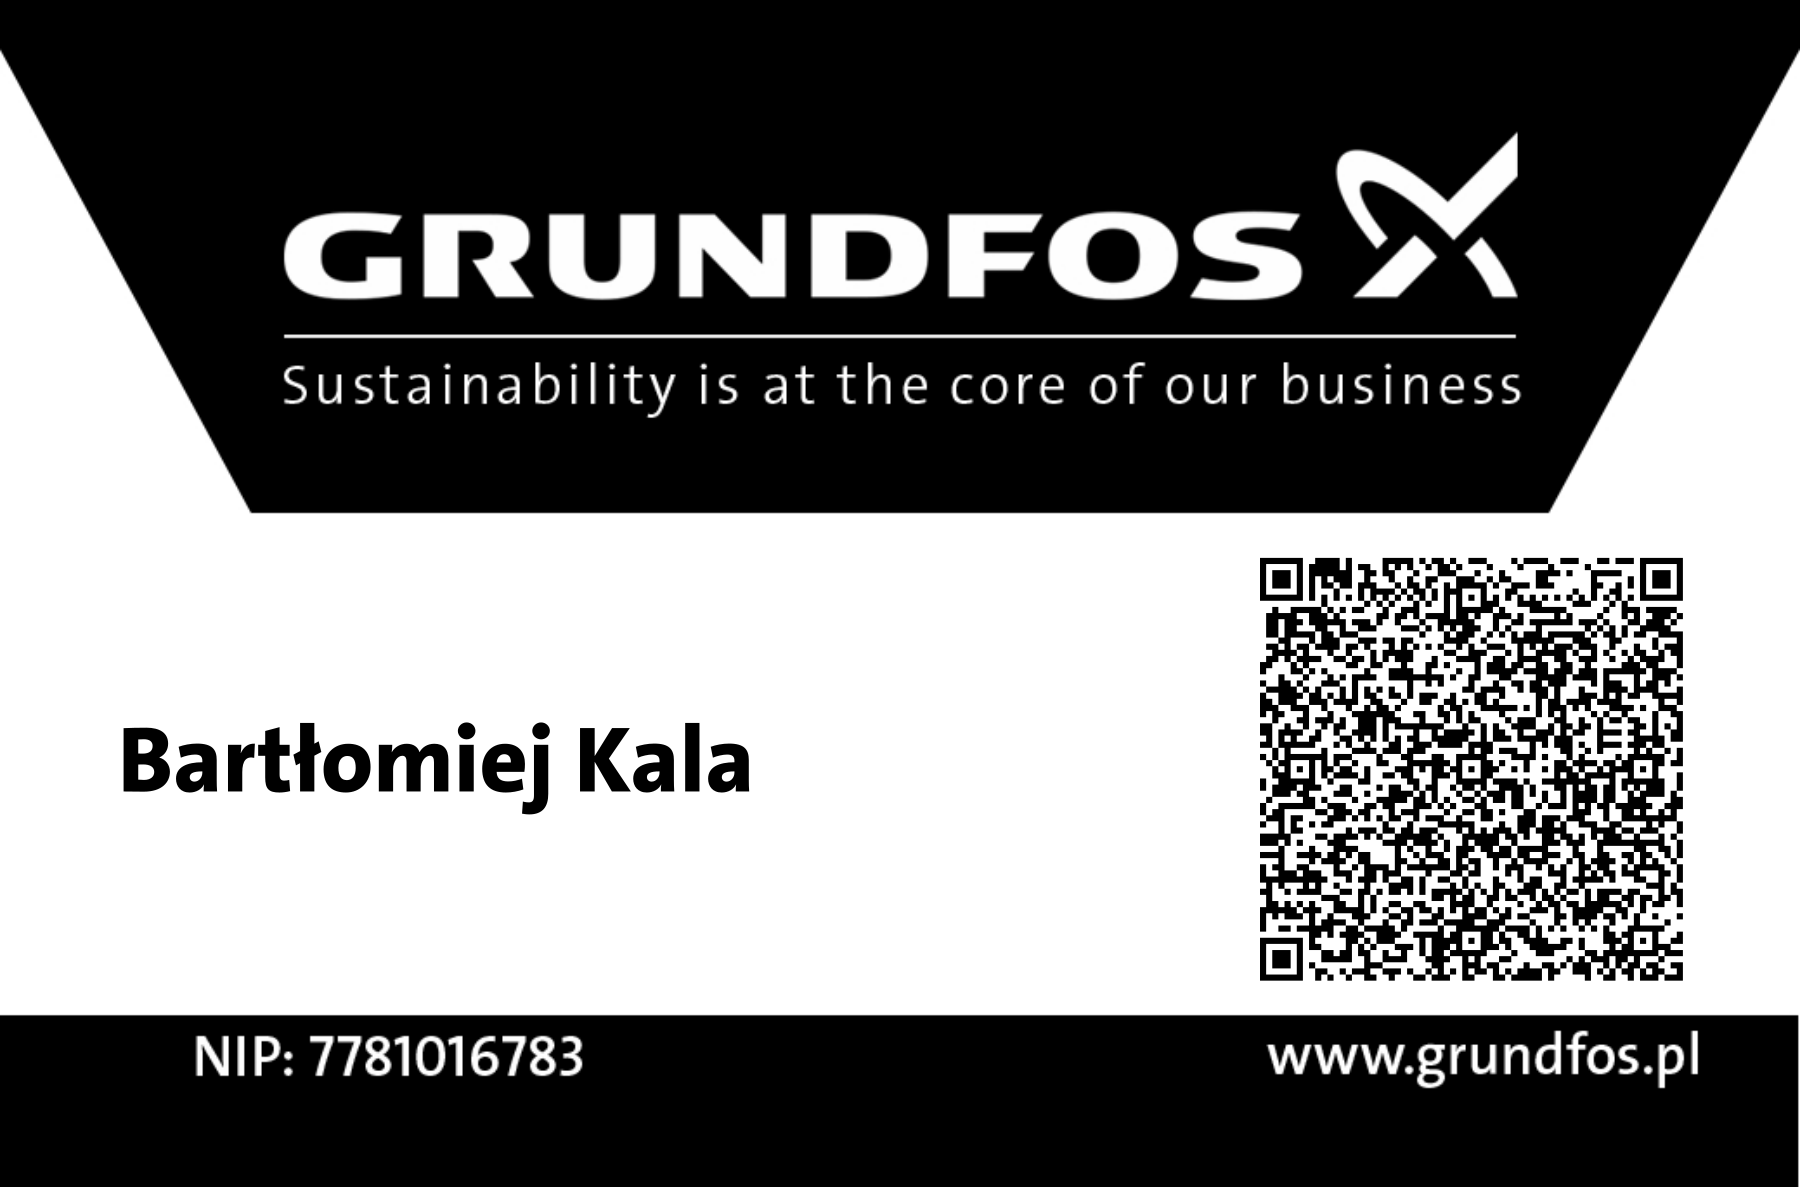 GRUNDFOS
Sustainability is at the core of our business
Bartłomiej Kala
NIP: 7781016783
www.grundfos.pl